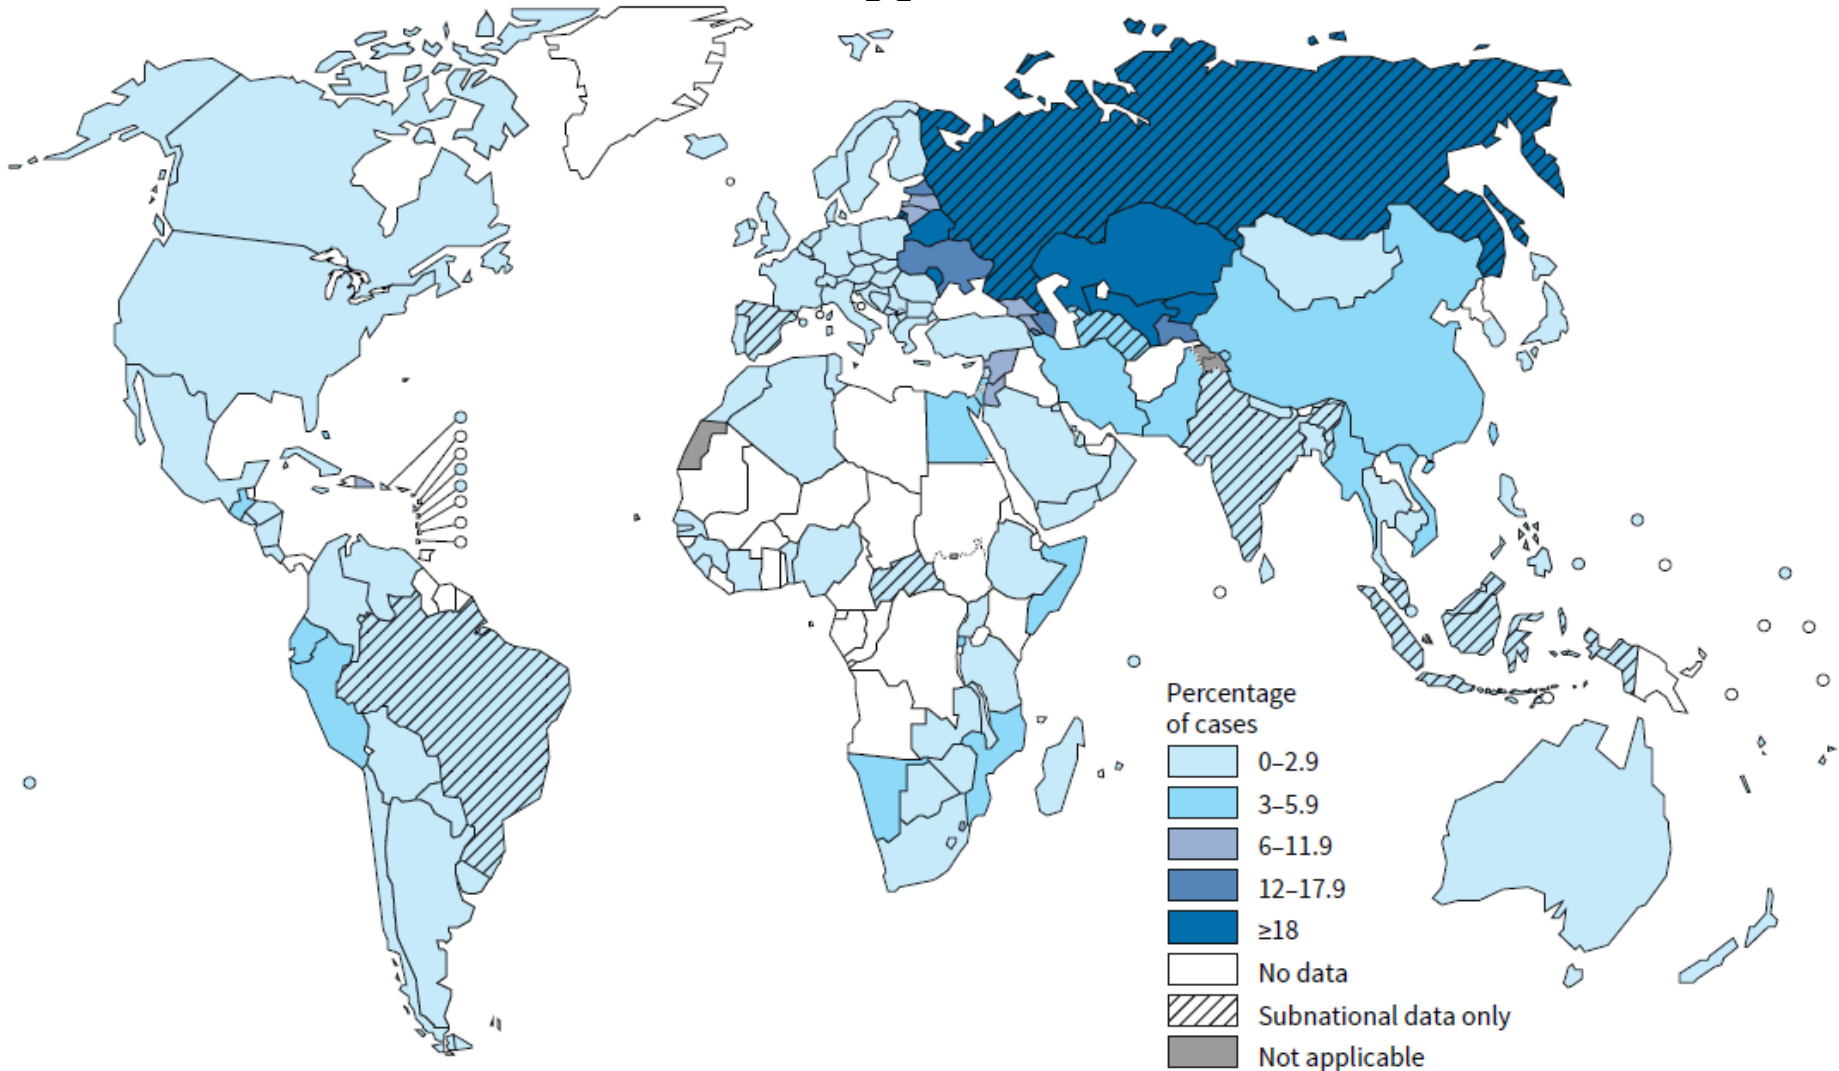 Percentage
of cases
0–2.9
3–5.9
6–11.9
12–17.9
≥18
No data
Subnational data only
Not applicable